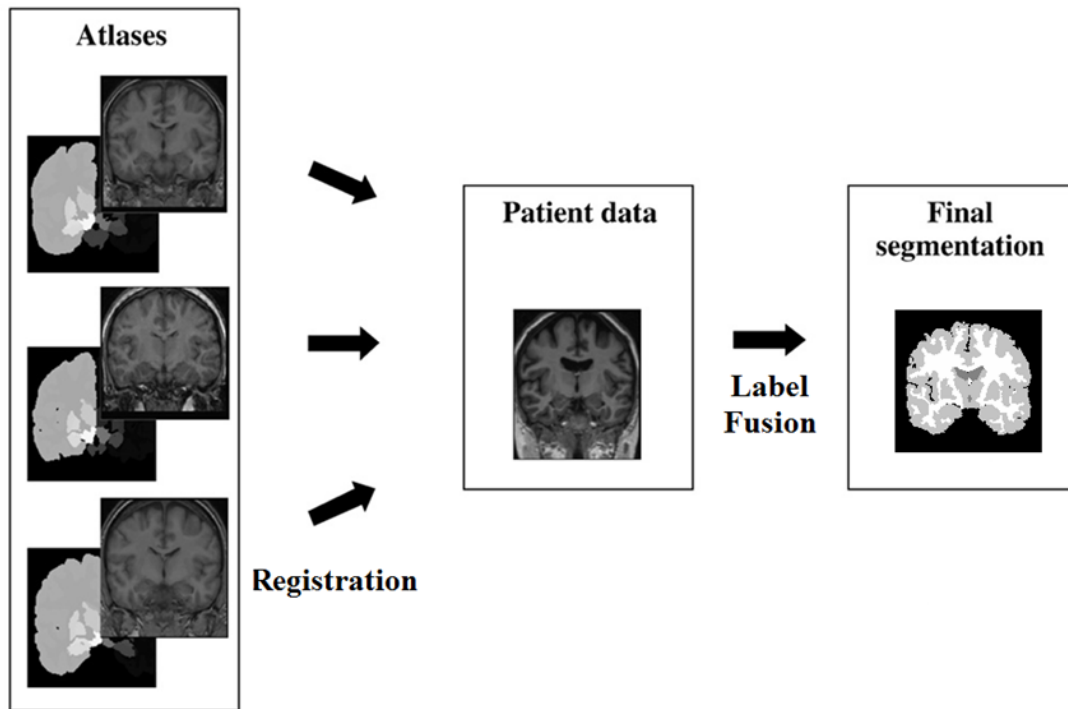 Atlases
Registration
Patient data
Label
Fusion
Final
segmentation